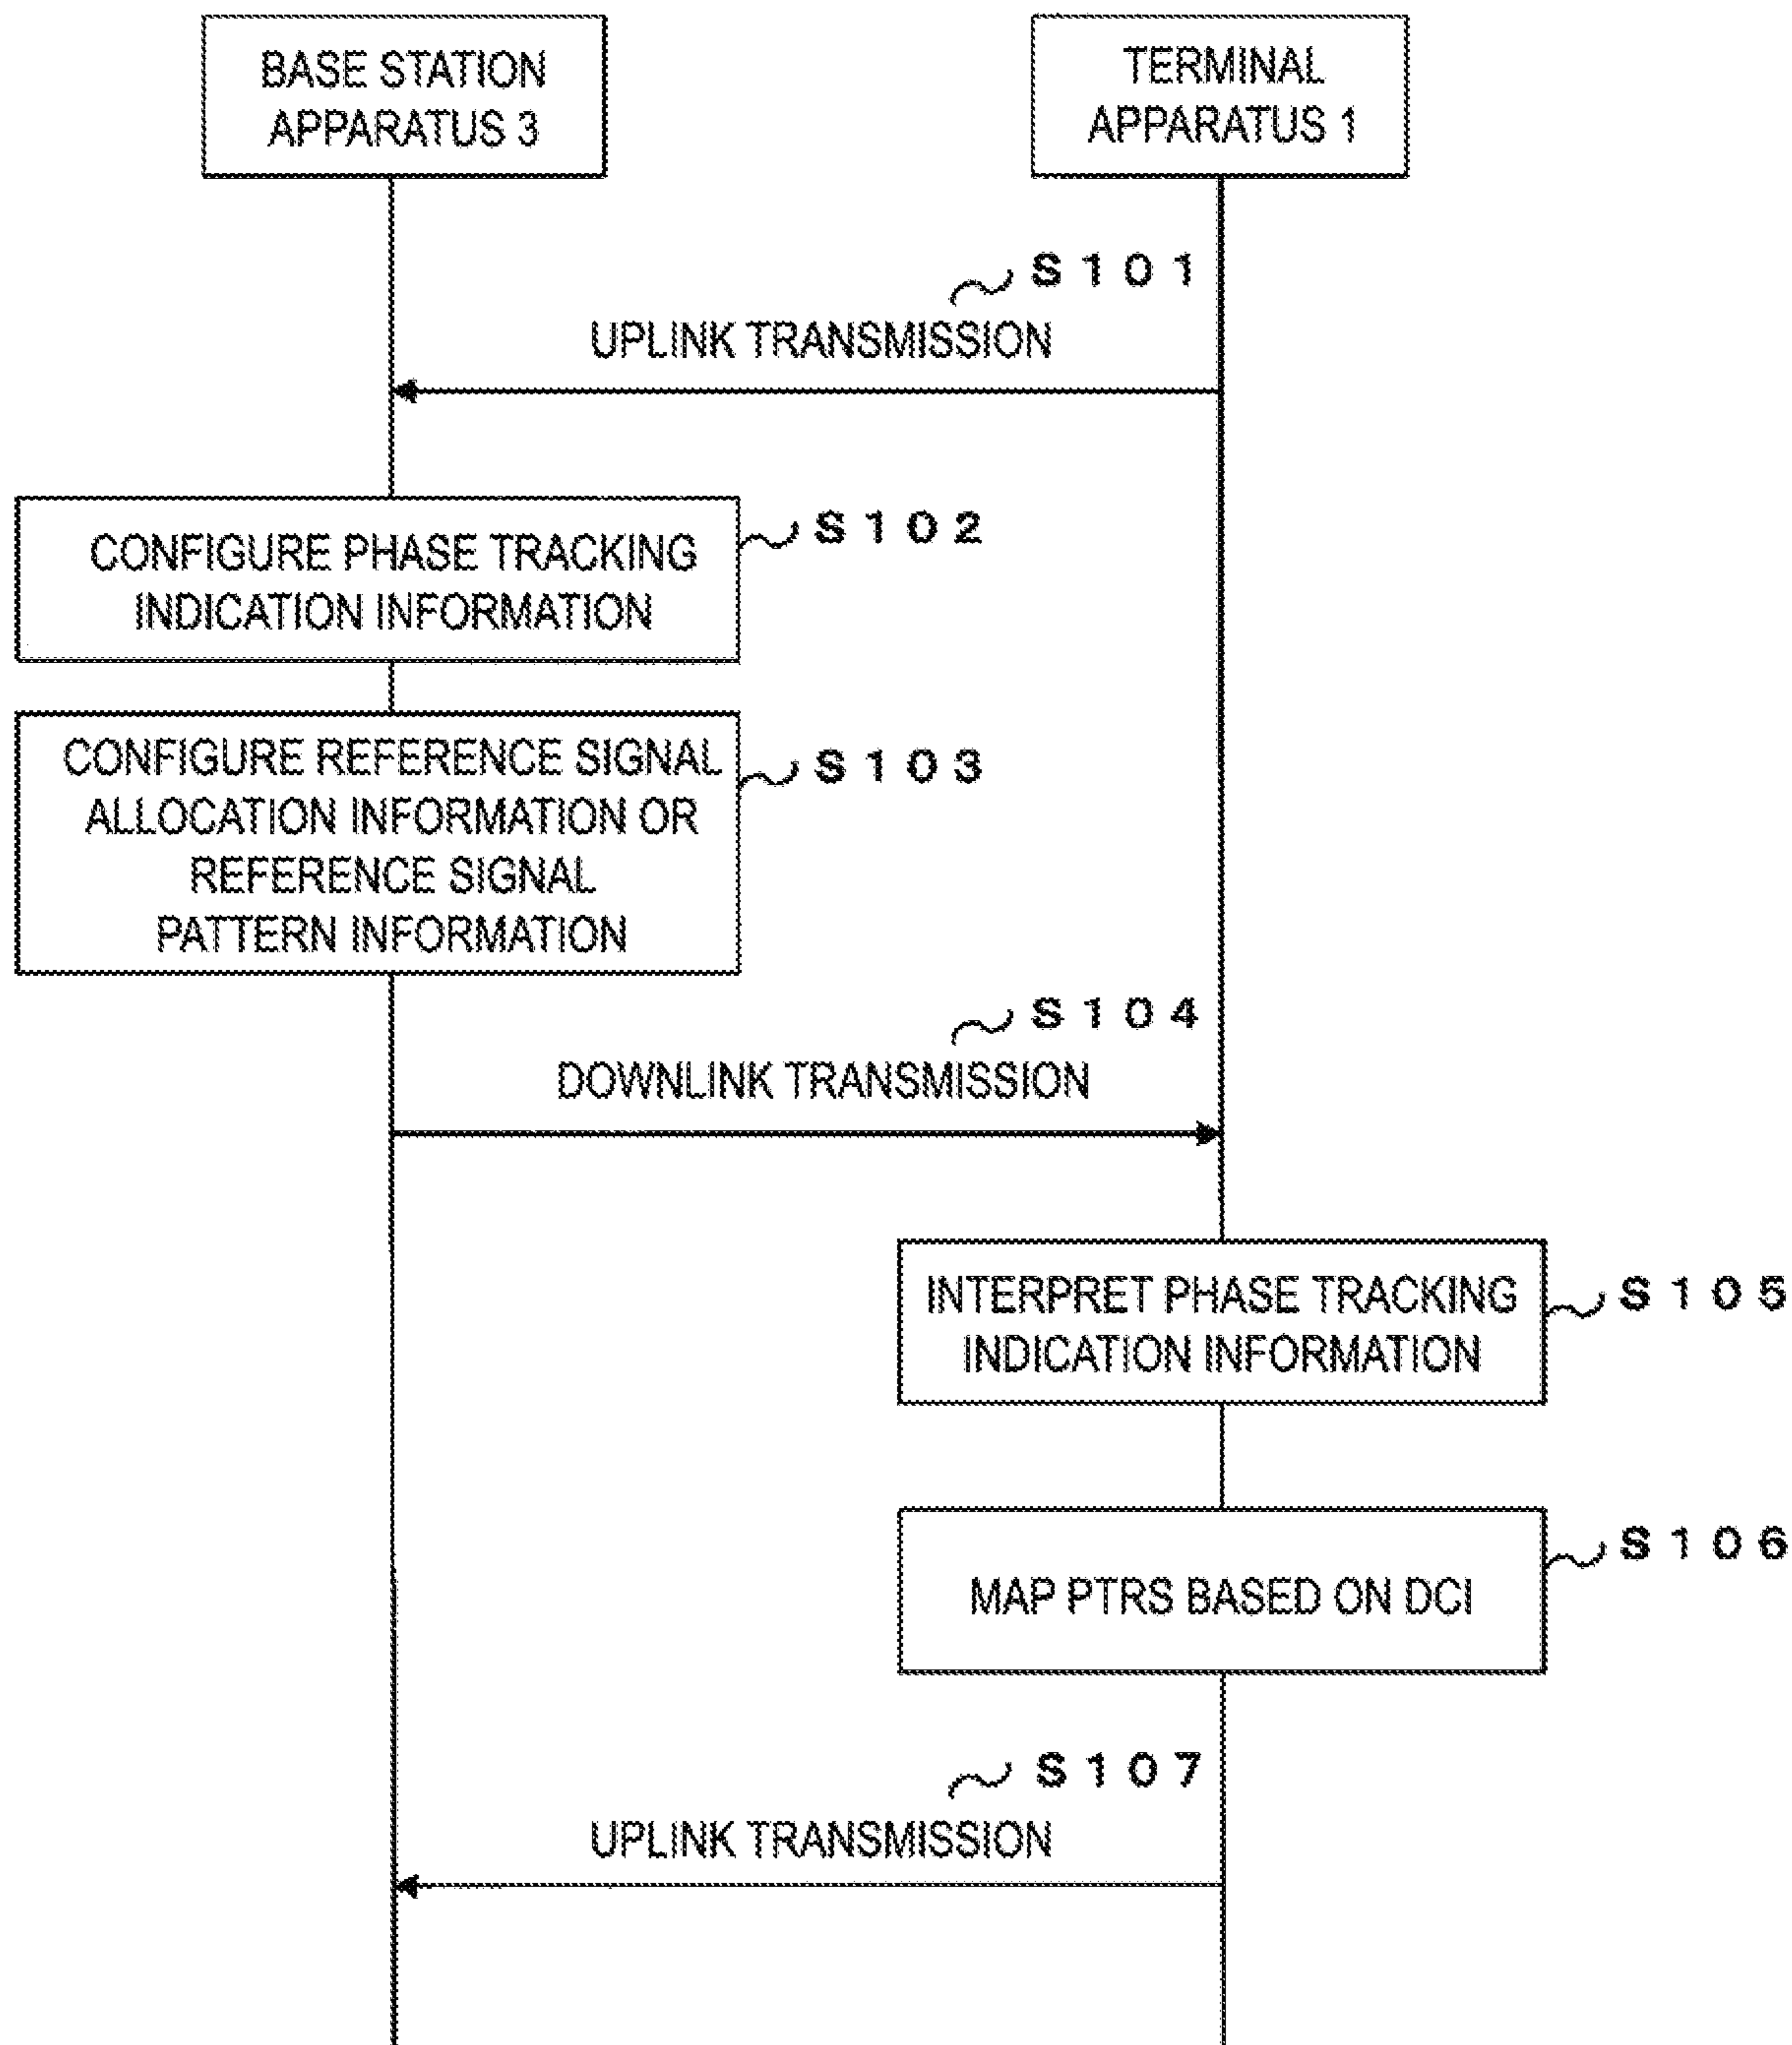 BASE STATION
APPARATUS 3
TERMINAL
APPARATUS 1
S101
UPLINK TRANSMISSION
CONFIGURE PHASE TRACKING
INDICATION INFORMATION
S102
CONFIGURE REFERENCE SIGNAL
ALLOCATION INFORMATION OR
REFERENCE SIGNAL
PATTERN INFORMATION
S103
S104
DOWNLINK TRANSMISSION
INTERPRET PHASE TRACKING
INDICATION INFORMATION
S105
MAP PTRS BASED ON DCI
S106
S107
UPLINK TRANSMISSION